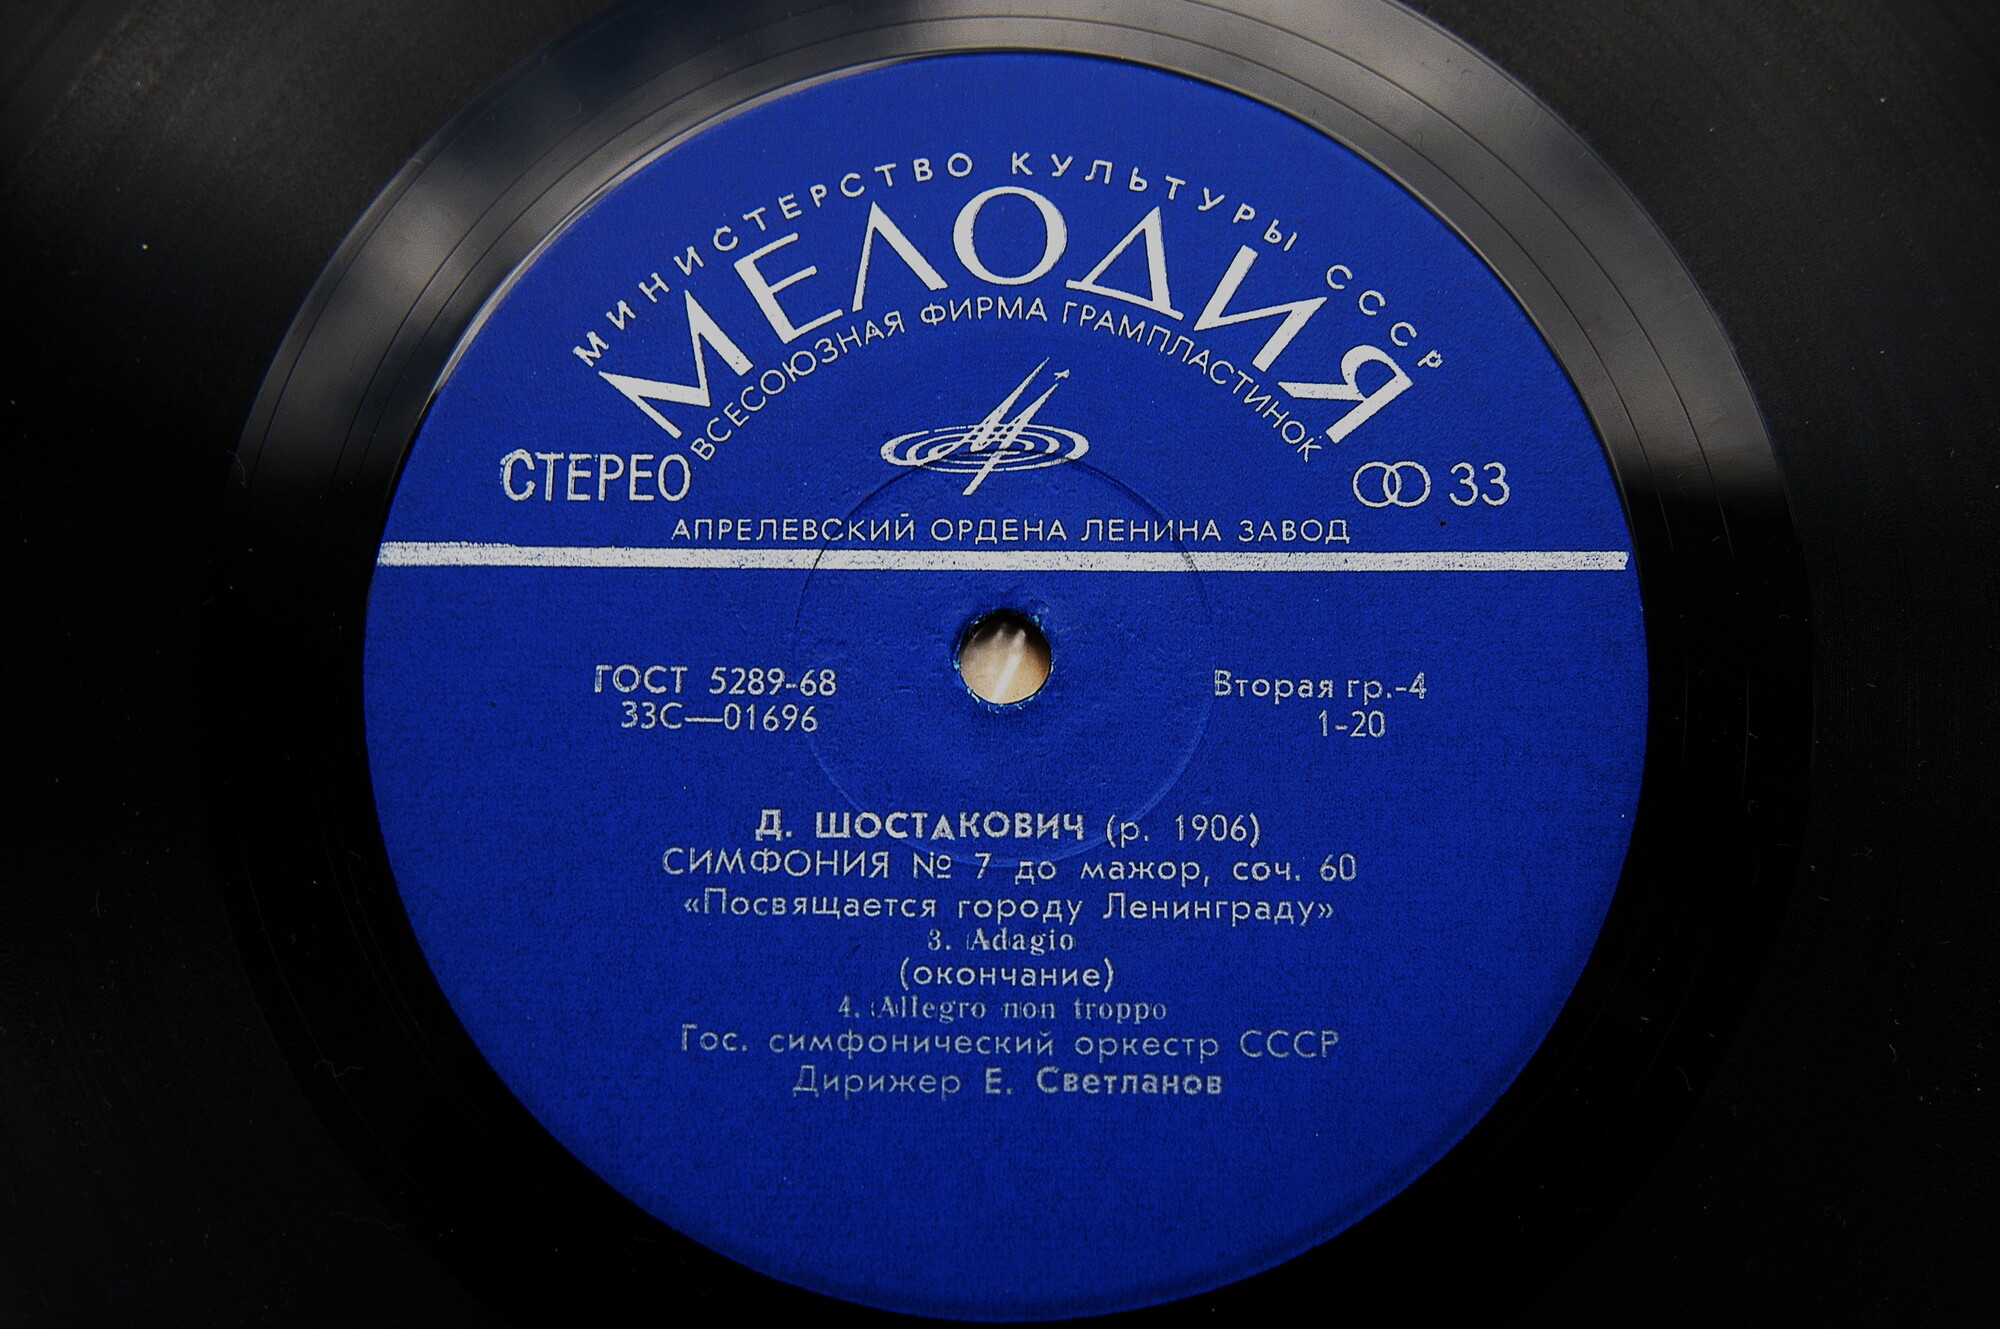 МИНИСТЕРСТВО КУЛЬТУРЫ СССР
МЕЛОДИЯ
ВСЕСОЮЗНАЯ ФИРМА ГРАМПЛАСТИНОК
СТЕРЕО
33
АПРЕЛЕВСКИЙ ОРДЕНА ЛЕНИНА ЗАВОД
ГОСТ 5289-68
33С—01696
Вторая гр.-4
1-20
Д. ШОСТАКОВИЧ (р. 1906)
СИМФОНИЯ № 7 до мажор, соч. 60
«Посвящается городу Ленинграду»
3. Adagio
(окончание)
4. Allegro non troppo
Гос. симфонический оркестр СССР
Дирижер Е. Светланов